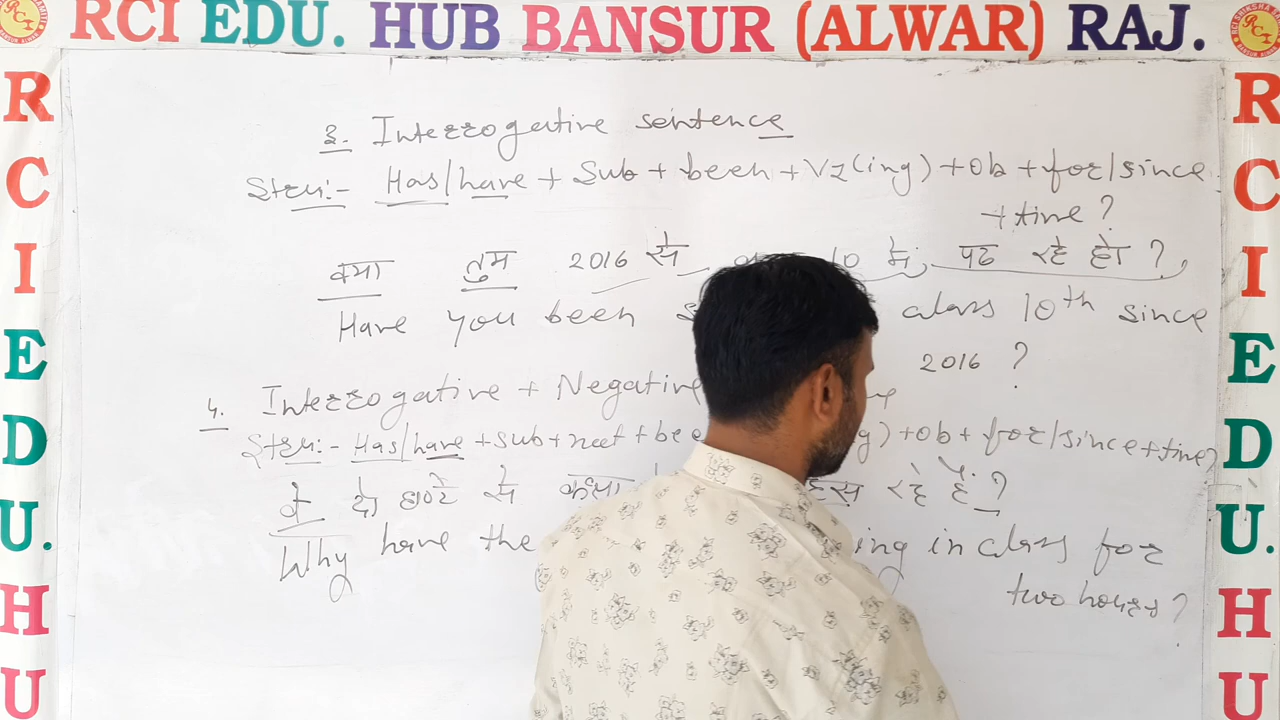 RCI EDU. HUB BANSUR (ALWAR) RAJ.
R
C
I
E
D
U.
H
U
R
C
I
E
D
U.
H
U
3. Interrogative sentence
Stru:- Has/have + Sub + been + V1(ing) + Ob + for/since
+ time ?
क्या तुम 2016 से 10 में पढ रहे हो ?
Have you been class 10th since
2016 ?
4. Interrogative + Negative
Stru:- Has/have + sub + not + bee g) + ob + for/since + time?
वे दो घण्टे से कक्षा हंस रहे हैं ?
Why have the ing in class for
two hours ?